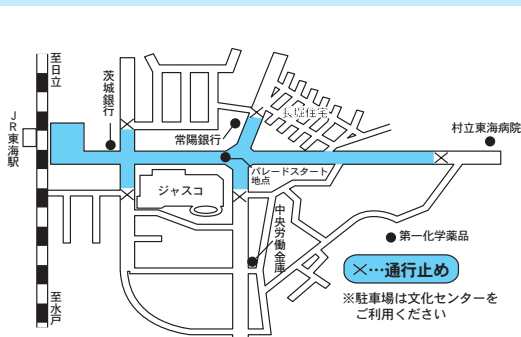 至日立
茨城銀行
JR東海駅
常陽銀行
長堀住宅
村立東海病院
パレードスタート
地点
ジャスコ
中央労働金庫
第一化学薬品
×…通行止め
※駐車場は文化センターを
ご利用ください
至水戸